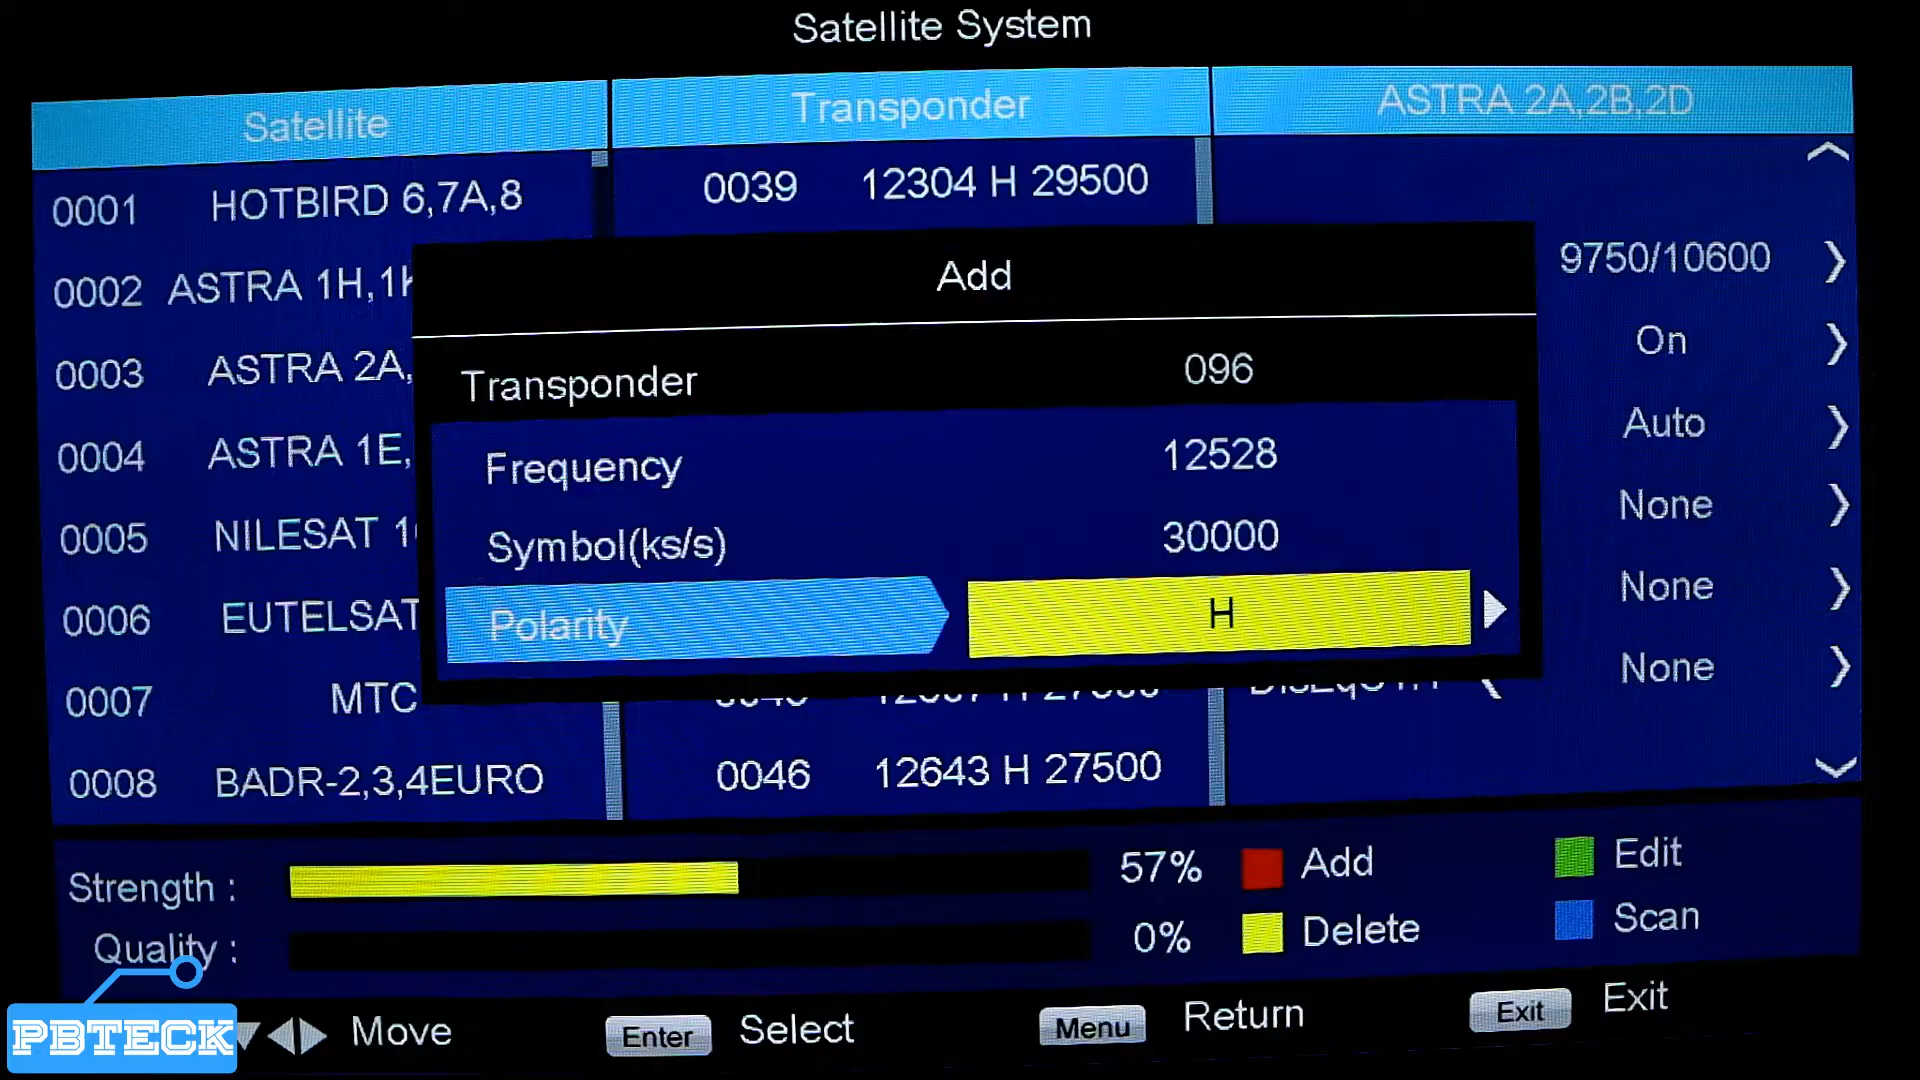 Satellite System
Satellite
Transponder
ASTRA 2A,2B,2D
0001 HOTBIRD 6,7A,8
0039 12304 H 29500
0002 ASTRA 1H,1K
9750/10600
0003 ASTRA 2A,
On
0004 ASTRA 1E,
Auto
0005 NILESAT 1
None
0006 EUTELSAT
None
0007 MTC
None
0008 BADR-2,3,4EURO
0046 12643 H 27500
Add
Transponder 096
Frequency 12528
Symbol(ks/s) 30000
Polarity H
Strength : 57%
Quality : 0%
Add
Edit
Delete
Scan
Move
Enter Select
Menu Return
Exit Exit
PBTECK